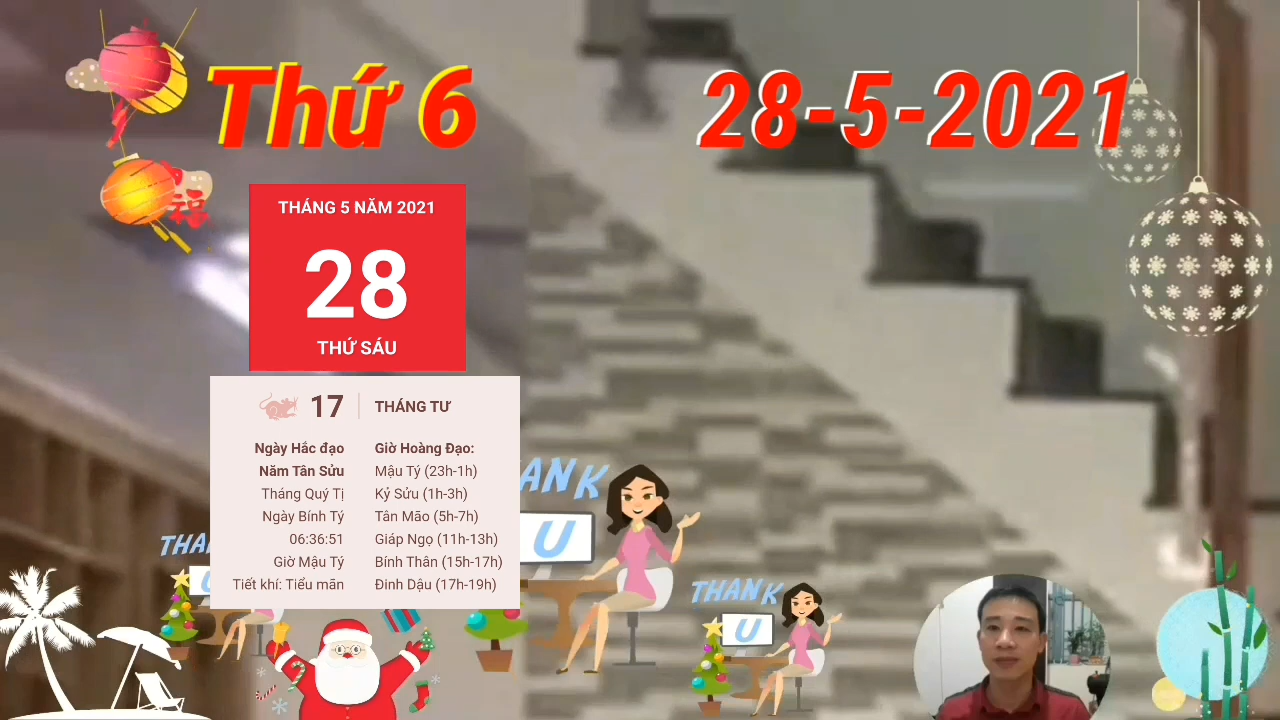 Thứ 6
28-5-2021
福
THÁNG 5 NĂM 2021
28
THỨ SÁU
17
THÁNG TƯ
Ngày Hắc đạo
Năm Tân Sửu
Tháng Quý Tị
Ngày Bính Tý
06:36:51
Giờ Mậu Tý
Tiết khí: Tiểu mãn
Giờ Hoàng Đạo:
Mậu Tý (23h-1h)
Kỷ Sửu (1h-3h)
Tân Mão (5h-7h)
Giáp Ngọ (11h-13h)
Bính Thân (15h-17h)
Đinh Dậu (17h-19h)
THANK
U